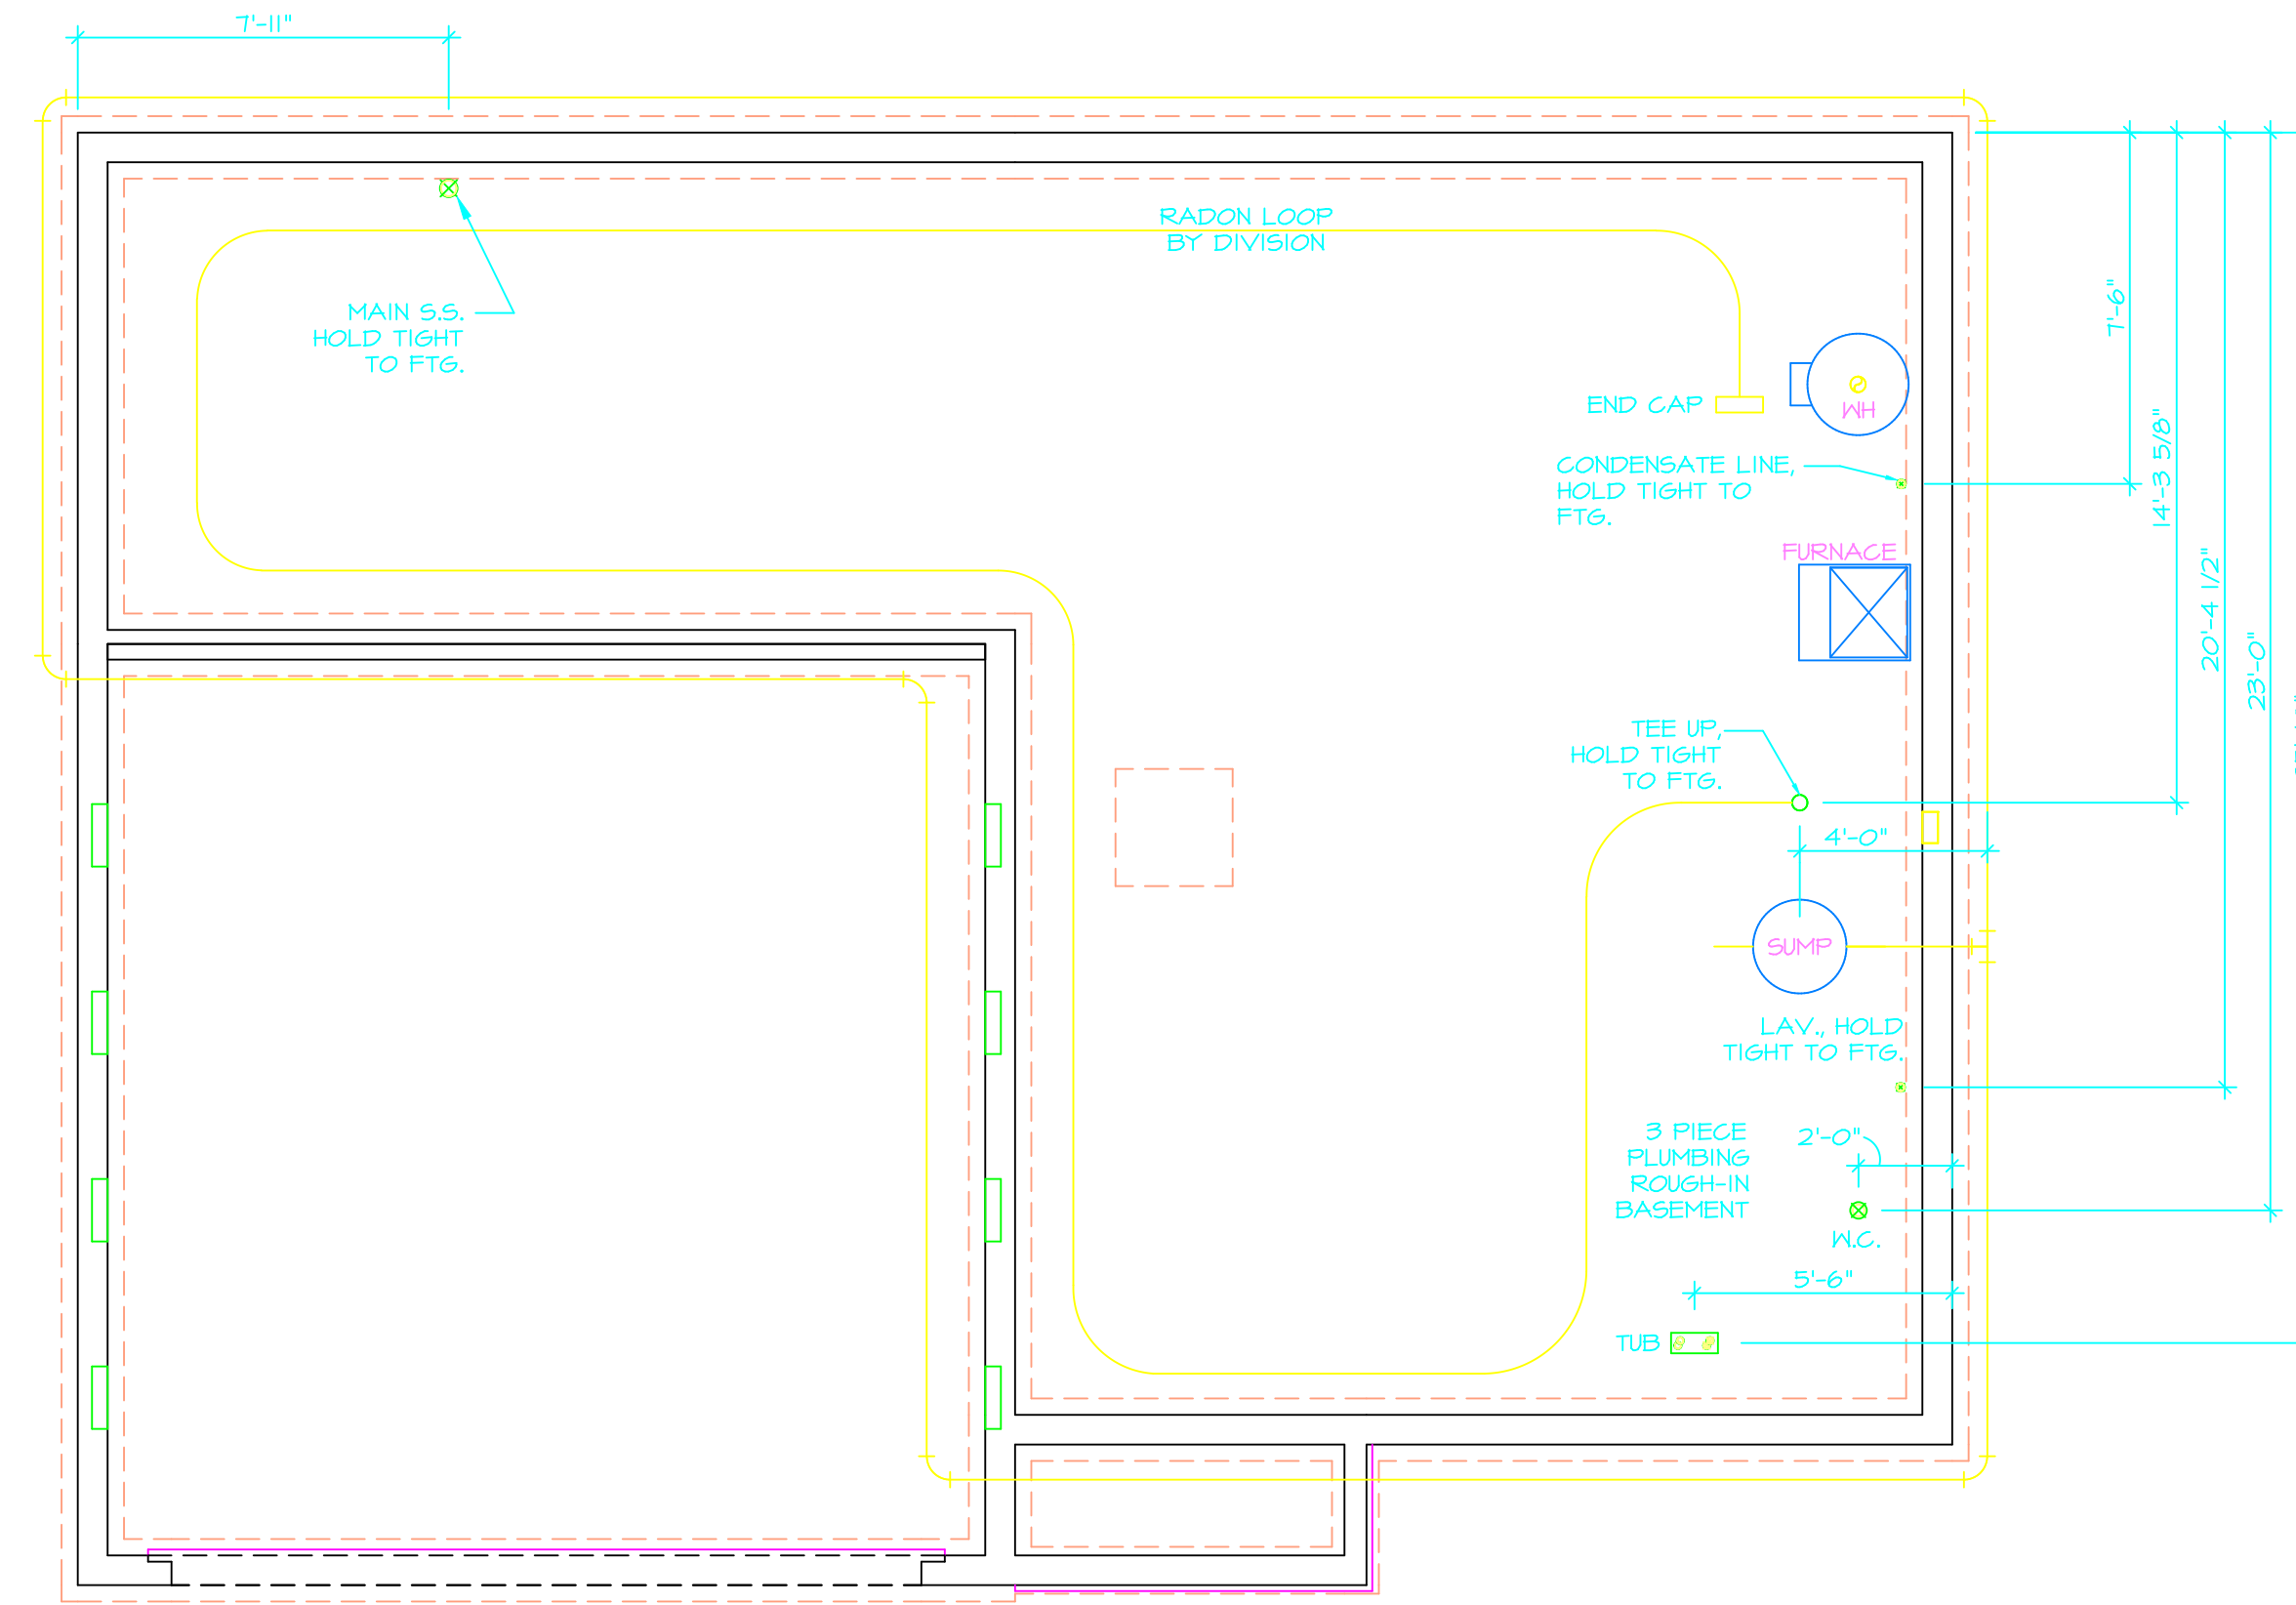 7'-11"
RADON LOOP
BY DIVISION
MAIN S.S.
HOLD TIGHT
TO FTG.
7'-6"
END CAP
WH
CONDENSATE LINE,
HOLD TIGHT TO
FTG.
14'-3 5/8"
FURNACE
20'-4 1/2"
23'-0"
TEE UP,
HOLD TIGHT
TO FTG.
4'-0"
SUMP
LAY., HOLD
TIGHT TO FTG.
3 PIECE
PLUMBING
ROUGH-IN
BASEMENT
2'-0"
W.C.
5'-6"
TUB